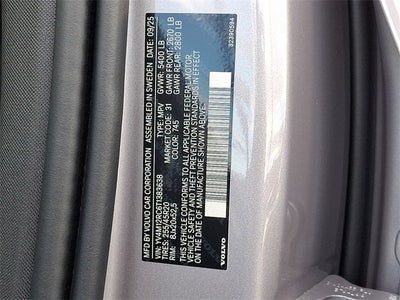 MFD BY VOLVO CAR CORPORATION ASSEMBLED IN SWEDEN DATE: 09/25
GVWR: 5400 LB
GAWR FRONT: 2670 LB
GAWR REAR: 2800 LB
VIN: YV4M12RC6T1383638 TYPE: MPV
TIRES: 255/45R20 MARKET CODE: 31
RIM: 8Jx20x52,5 COLOR: 745
THIS VEHICLE CONFORMS TO ALL APPLICABLE FEDERAL MOTOR
VEHICLE SAFETY AND THEFT PREVENTION STANDARDS IN EFFECT
ON THE DATE OF MANUFACTURE SHOWN ABOVE
VOLVO
32390594